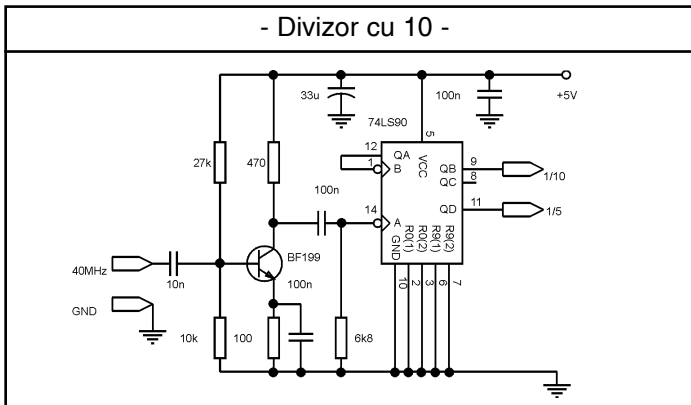 - Divizor cu 10 -
33u
100n
+5V
74LS90
5
VCC
27k
470
12
QA
1
B
QB
9
1/10
QC
8
100n
14
A
QD
11
1/5
GND
R0(1)
R0(2)
R9(1)
R9(2)
10
2
3
6
7
BF199
40MHz
10n
100n
GND
10k
100
6k8